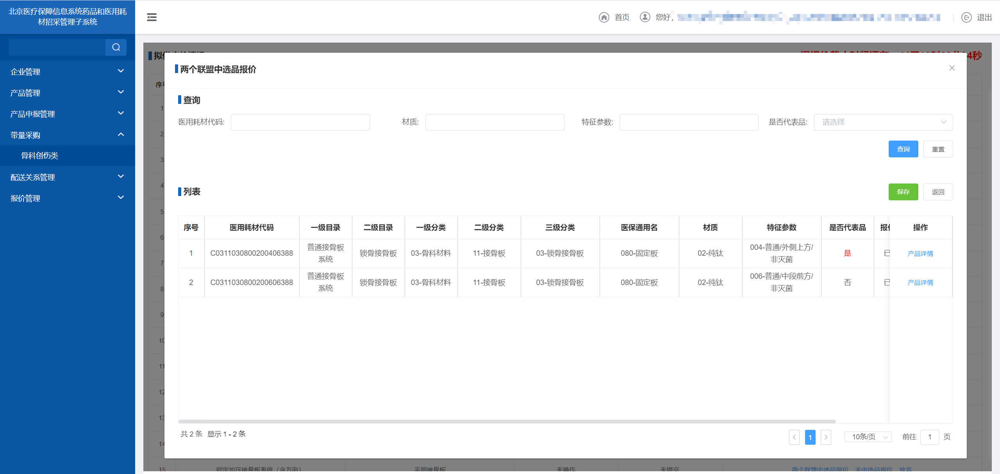 北京医疗保障信息系统药品和医用耗
材招采管理子系统
首页
您好，
退出
企业管理
产品管理
产品申报管理
带量采购
骨科创伤类
配送关系管理
报价管理
4秒
两个联盟中选品报价
查询
医用耗材代码:
材质:
特征参数:
是否代表品: 请选择
查询 重置
列表
保存 返回
序号 医用耗材代码 一级目录 二级目录 一级分类 二级分类 三级分类 医保通用名 材质 特征参数 是否代表品 操作
1 C0311030800200406388 普通接骨板
系统 锁骨接骨板 03-骨科材料 11-接骨板 03-锁骨接骨板 080-固定板 02-纯钛 004-普通/外侧上方/
非灭菌 是 已 产品详情
2 C0311030800200606388 普通接骨板
系统 锁骨接骨板 03-骨科材料 11-接骨板 03-锁骨接骨板 080-固定板 02-纯钛 006-普通/中段前方/
非灭菌 否 已 产品详情
共 2 条 显示 1 - 2 条
1
10条/页
前往 1 页
1
2
3
4
5
6
7
8
9
10
11
12
13
14
15 锁定加压接骨板系统（含万向） 手部接骨板 未操作 未提交 两个联盟中选品报价 未中选品报价 放弃